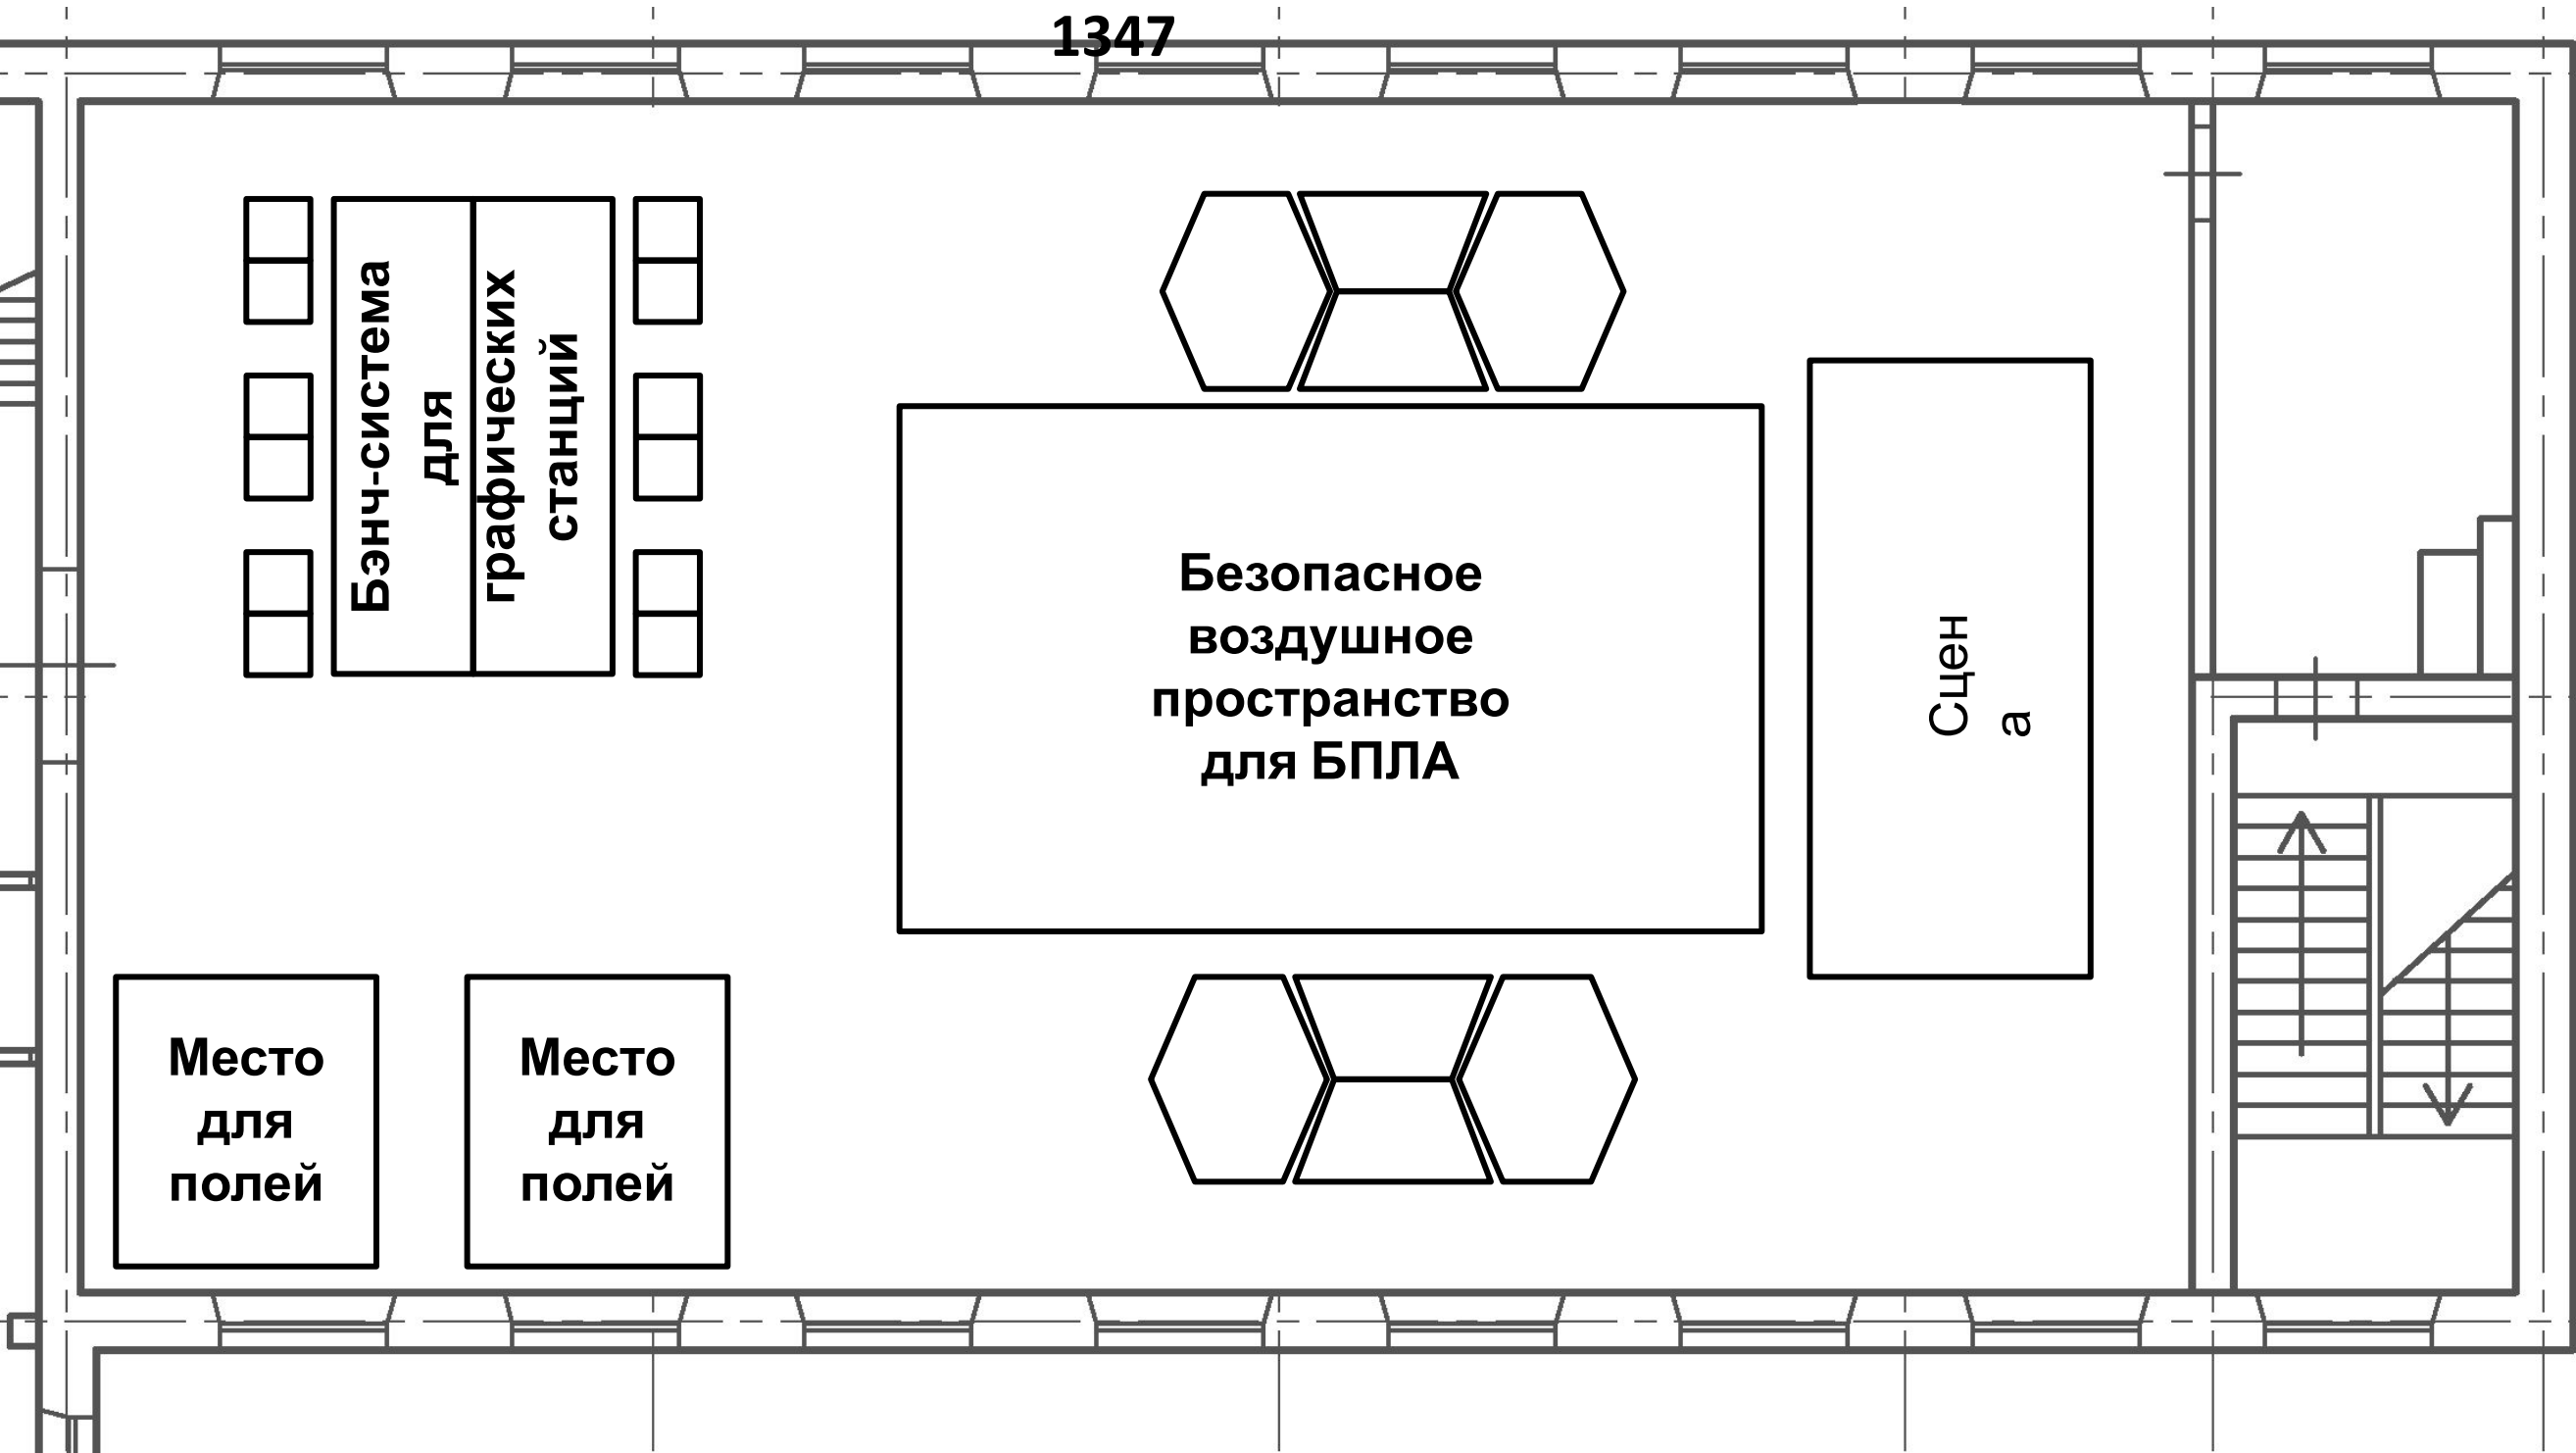 1347
Бэнч-система
для
графических
станций
Безопасное
воздушное
пространство
для БПЛА
Сцен
а
Место
для
полей
Место
для
полей